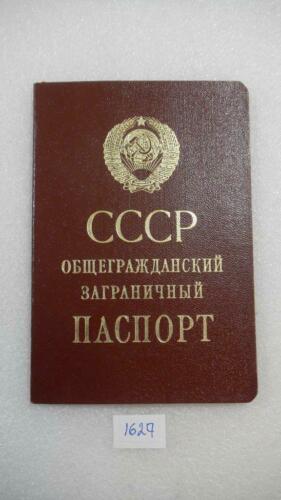 СССР
ОБЩЕГРАЖДАНСКИЙ
ЗАГРАНИЧНЫЙ
ПАСПОРТ
1627